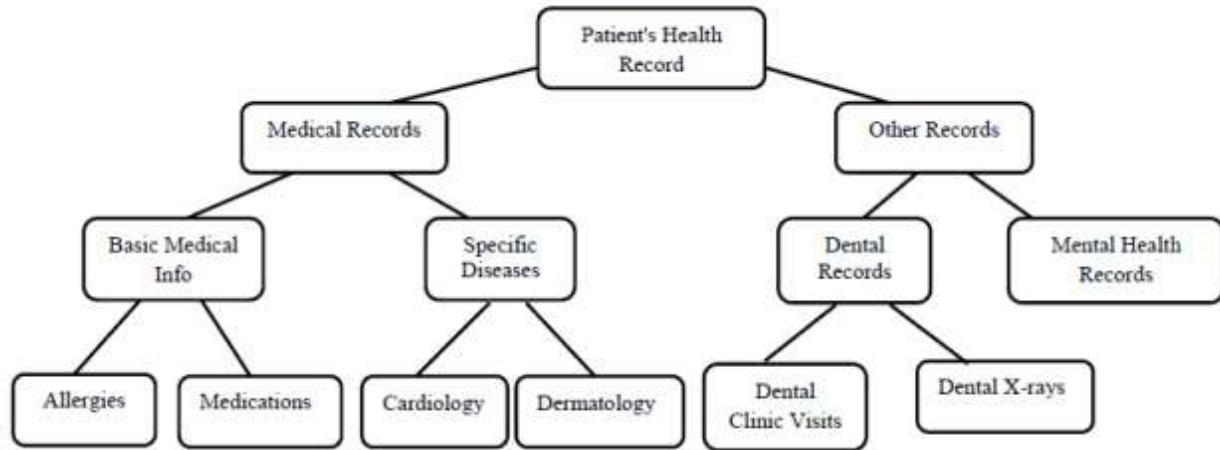 Patient's Health
Record
Medical Records
Other Records
Basic Medical
Info
Specific
Diseases
Dental
Records
Mental Health
Records
Allergies
Medications
Cardiology
Dermatology
Dental
Clinic Visits
Dental X-rays